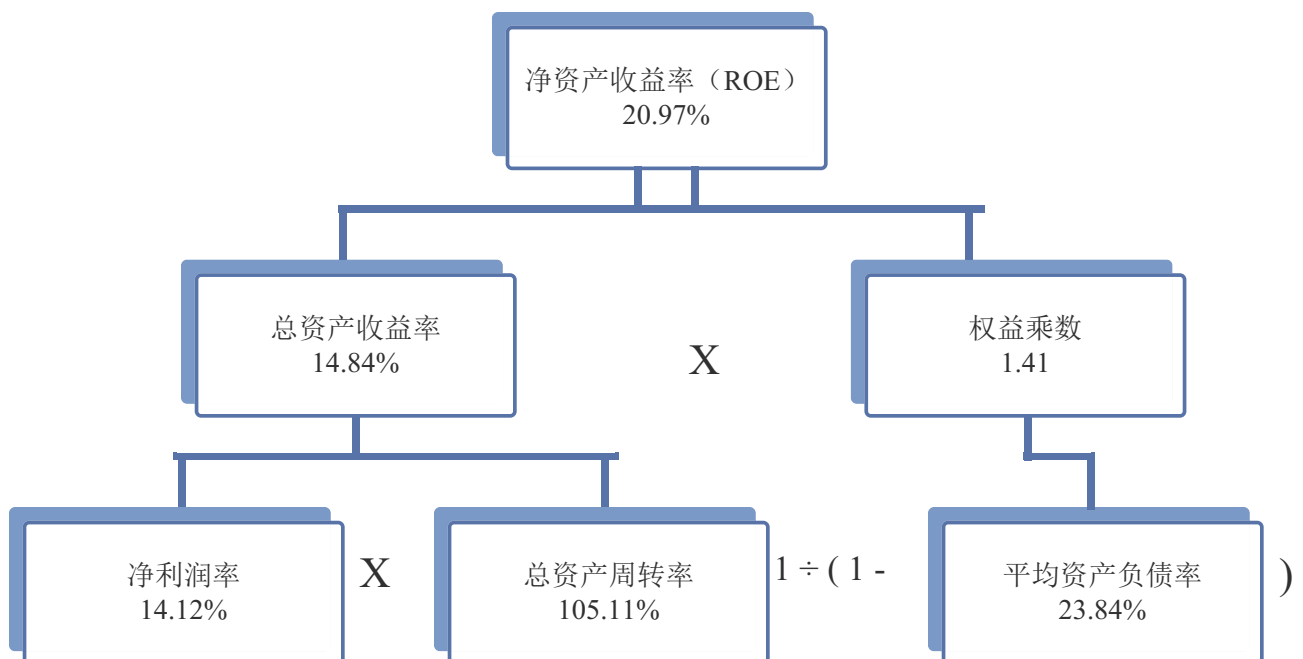 净资产收益率（ROE）
20.97%
总资产收益率
14.84%
X
权益乘数
1.41
净利润率
14.12%
X
总资产周转率
105.11%
1 ÷ ( 1 -
平均资产负债率
23.84%
)